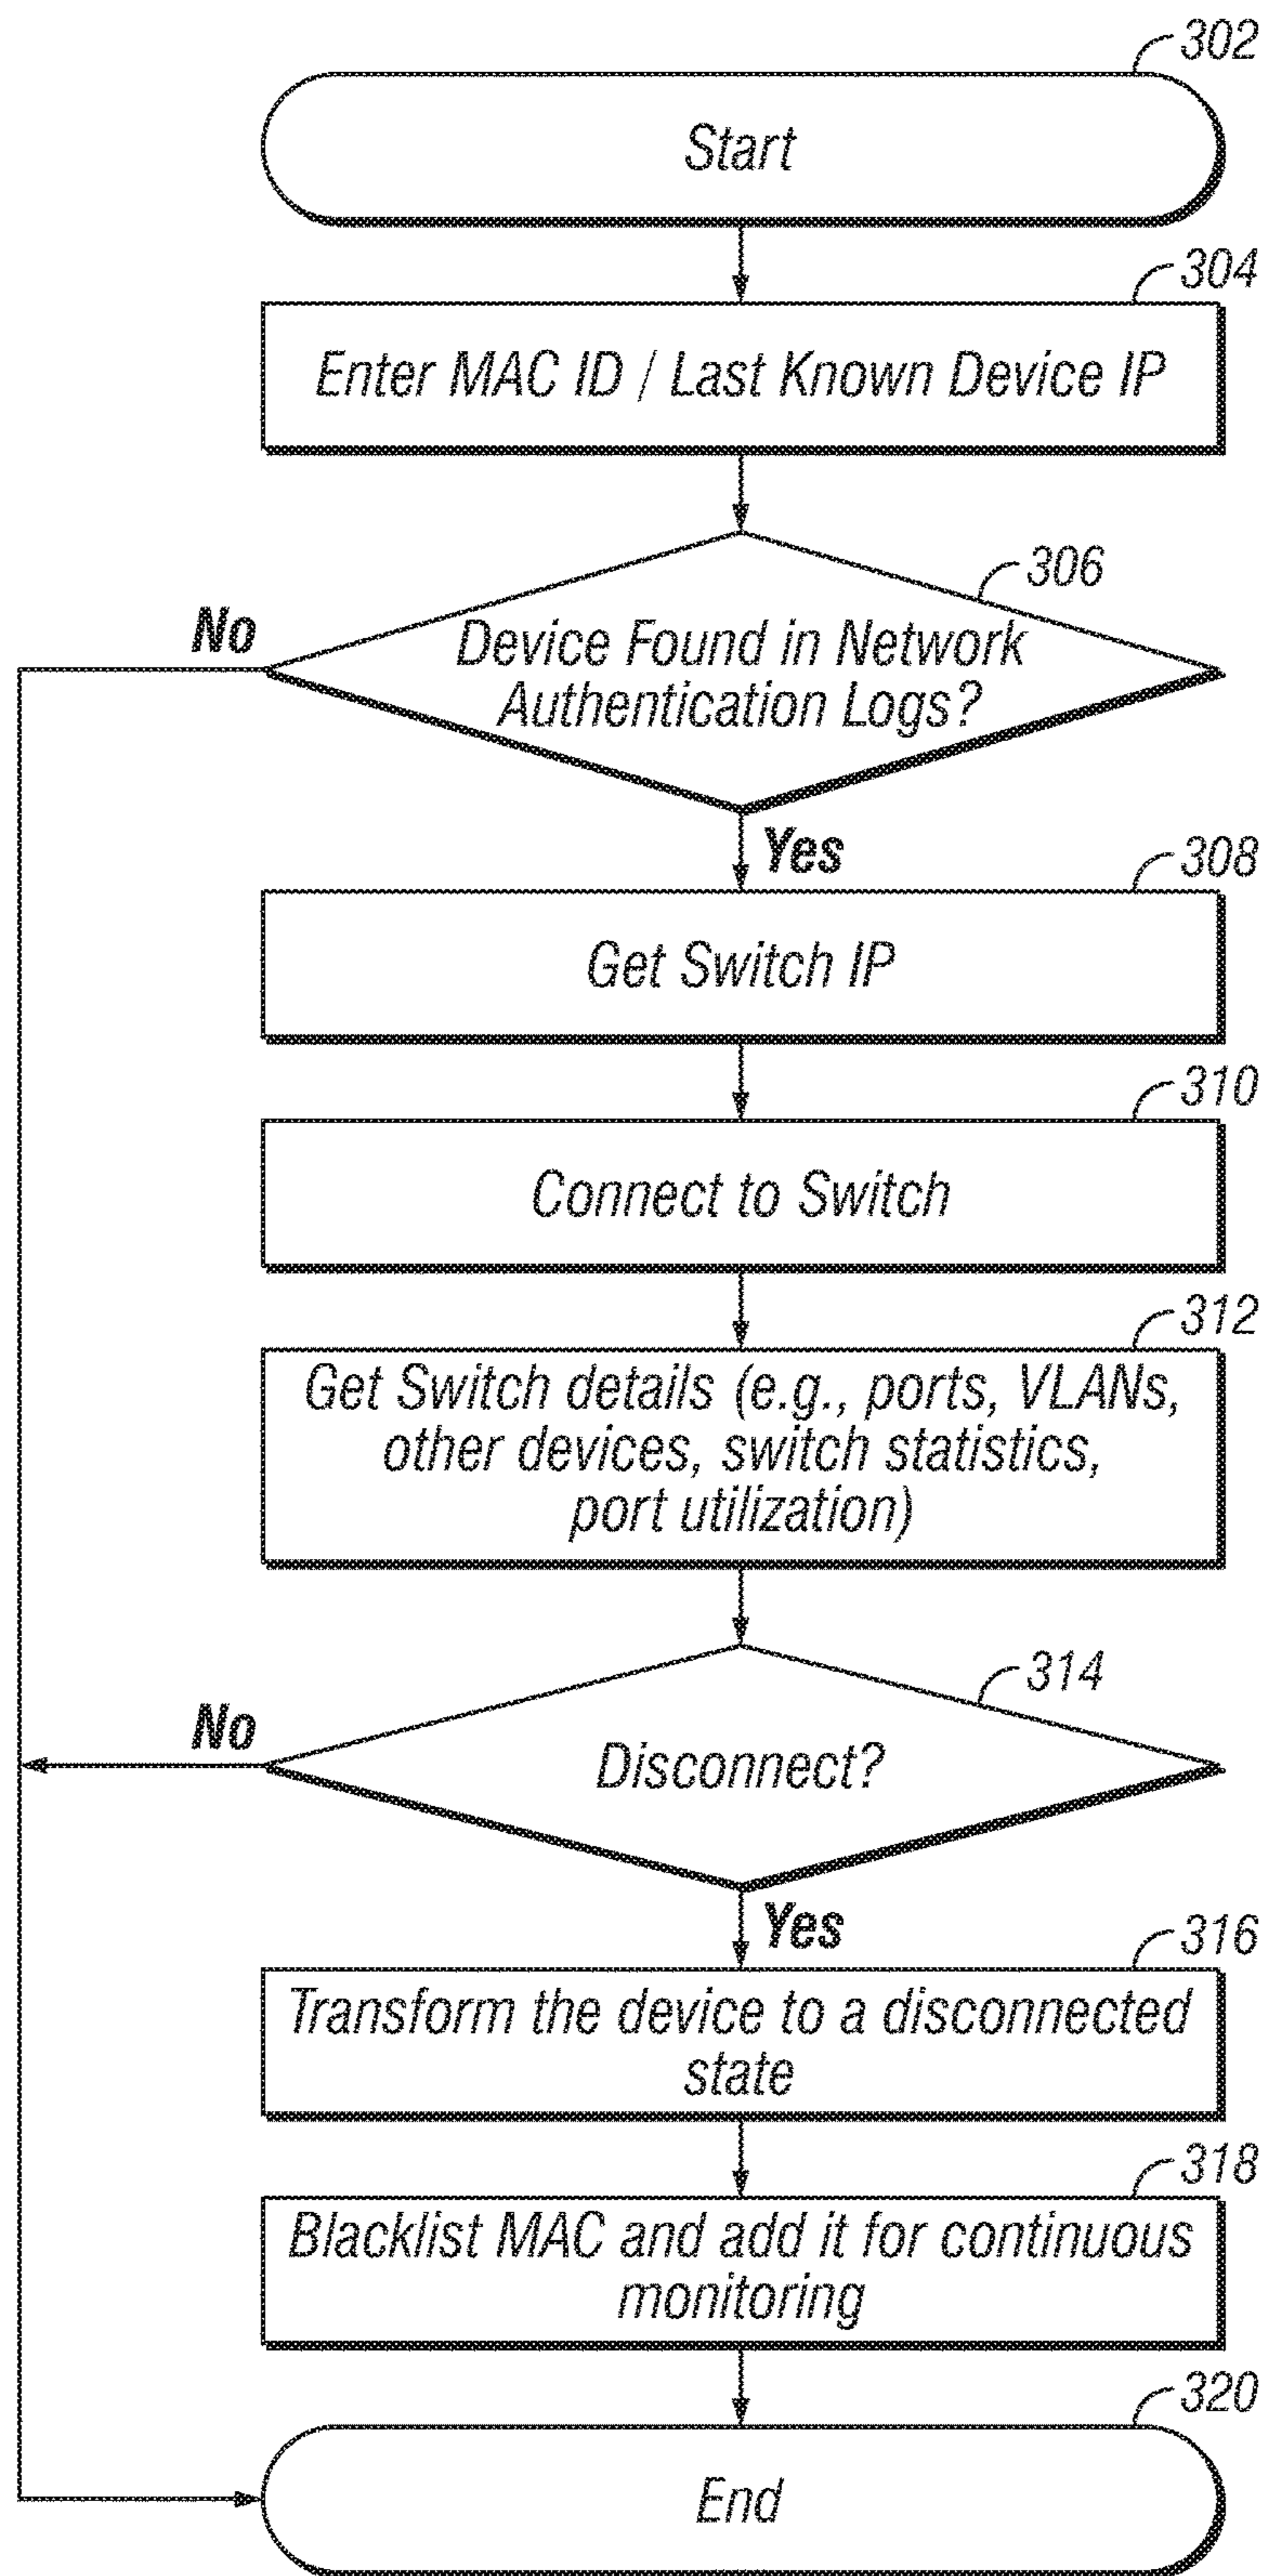 302
Start
304
Enter MAC ID / Last Known Device IP
306
No
Device Found in Network
Authentication Logs?
Yes
308
Get Switch IP
310
Connect to Switch
312
Get Switch details (e.g., ports, VLANs,
other devices, switch statistics,
port utilization)
314
No
Disconnect?
Yes
316
Transform the device to a disconnected
state
318
Blacklist MAC and add it for continuous
monitoring
320
End